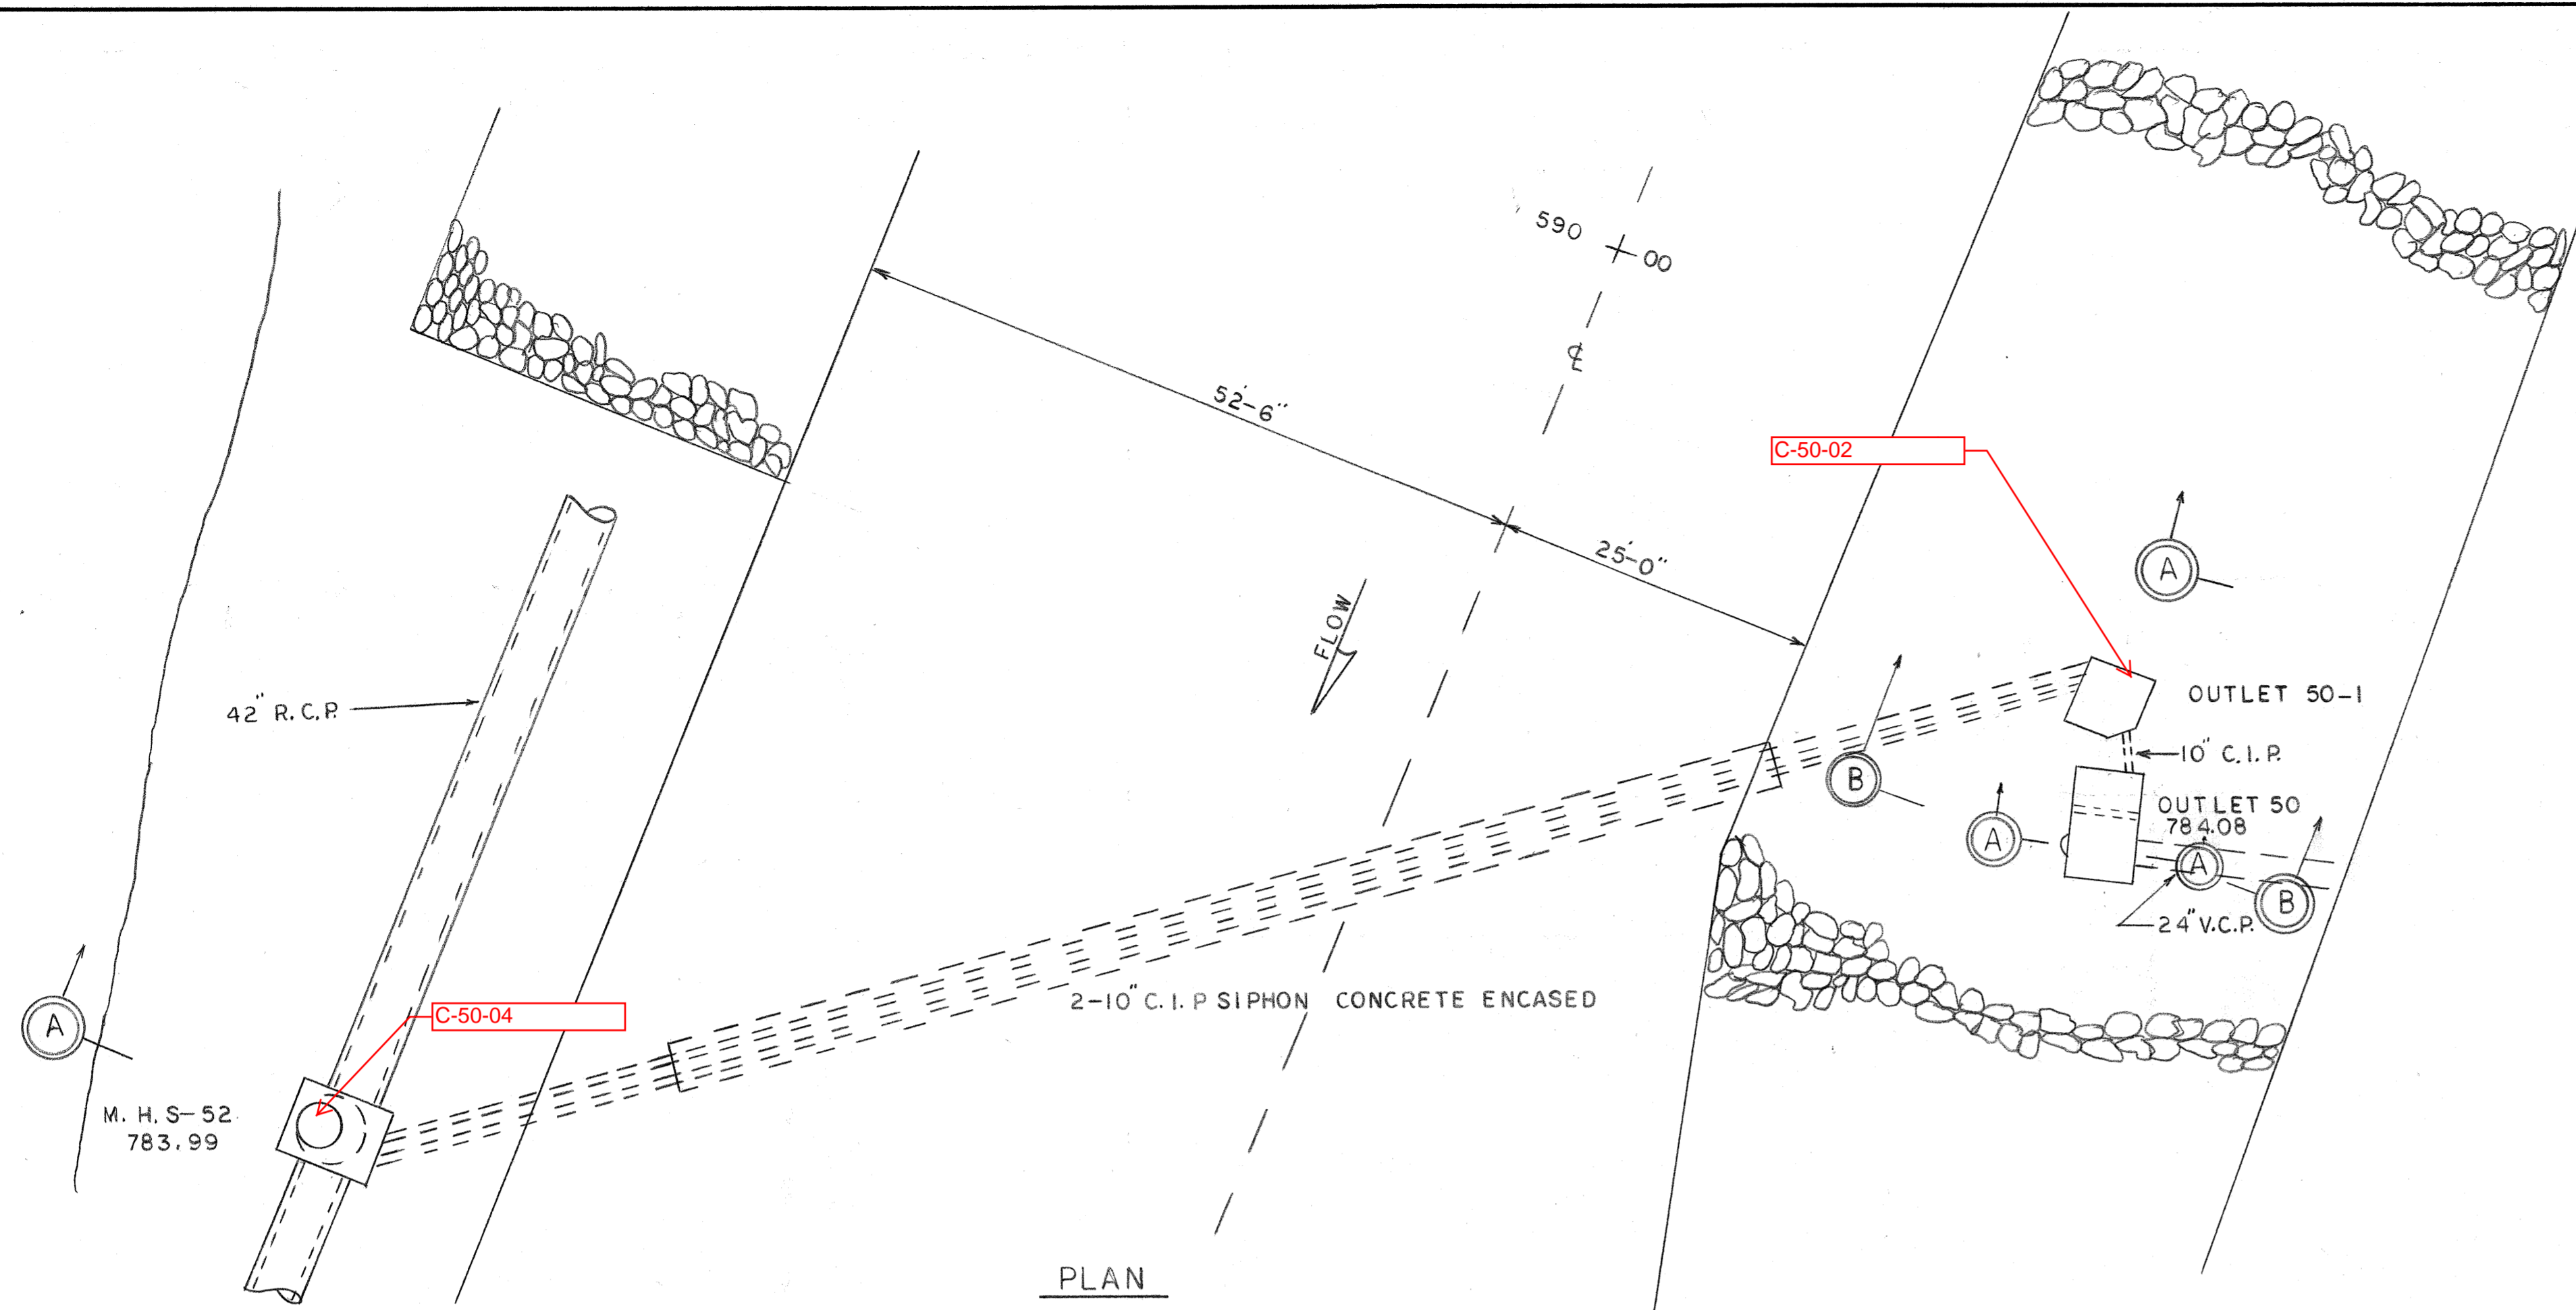 590
00
℄
52'-6"
C-50-02
25'-0"
A
FLOW
OUTLET 50-1
42" R.C.P.
10" C.I.P.
B
OUTLET 50
784.08
A
A
B
24" V.C.P.
2-10" C.I.P SIPHON CONCRETE ENCASED
C-50-04
A
M. H. S-52
783.99
PLAN